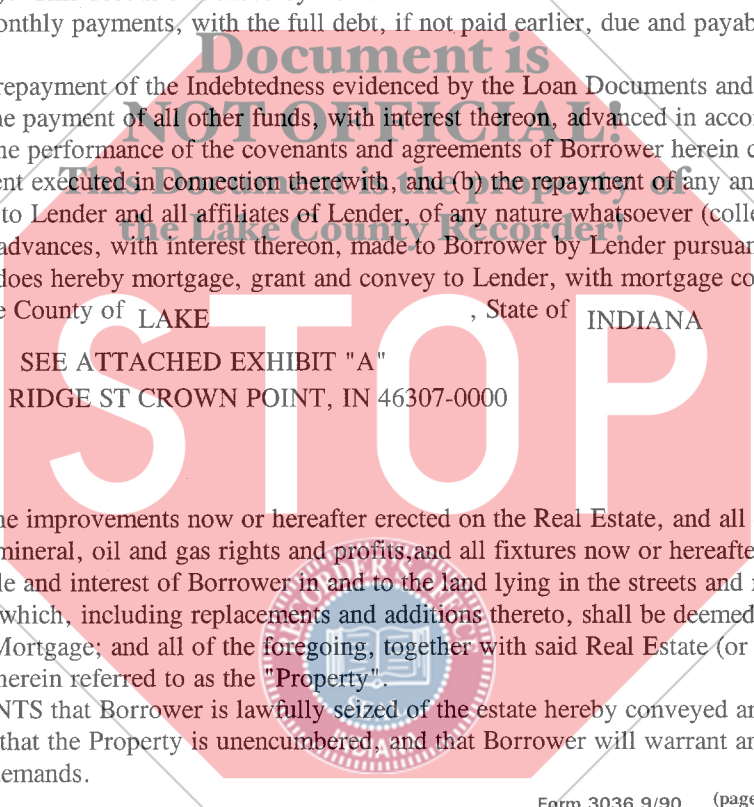 onthly payments, with the full debt, if not paid earlier, due and payab
Document is
repayment of the Indebtedness evidenced by the Loan Documents and
NOT OFFICIAL!
he payment of all other funds, with interest thereon, advanced in accor
he performance of the covenants and agreements of Borrower herein c
This Document is the property of
ent executed in connection therewith, and (b) the repayment of any an
to Lender and all affiliates of Lender, of any nature whatsoever (colle
the Lake County Recorder!
advances, with interest thereon, made to Borrower by Lender pursuan
does hereby mortgage, grant and convey to Lender, with mortgage co
e County of LAKE , State of INDIANA
SEE ATTACHED EXHIBIT "A"
RIDGE ST CROWN POINT, IN 46307-0000
STOP
he improvements now or hereafter erected on the Real Estate, and all
mineral, oil and gas rights and profits,and all fixtures now or hereafte
le and interest of Borrower in and to the land lying in the streets and
which, including replacements and additions thereto, shall be deemed
Mortgage; and all of the foregoing, together with said Real Estate (or
herein referred to as the "Property".
NTS that Borrower is lawfully seized of the estate hereby conveyed an
that the Property is unencumbered, and that Borrower will warrant an
demands.
SEAL
INDIANA
Form 3036 9/90 (page